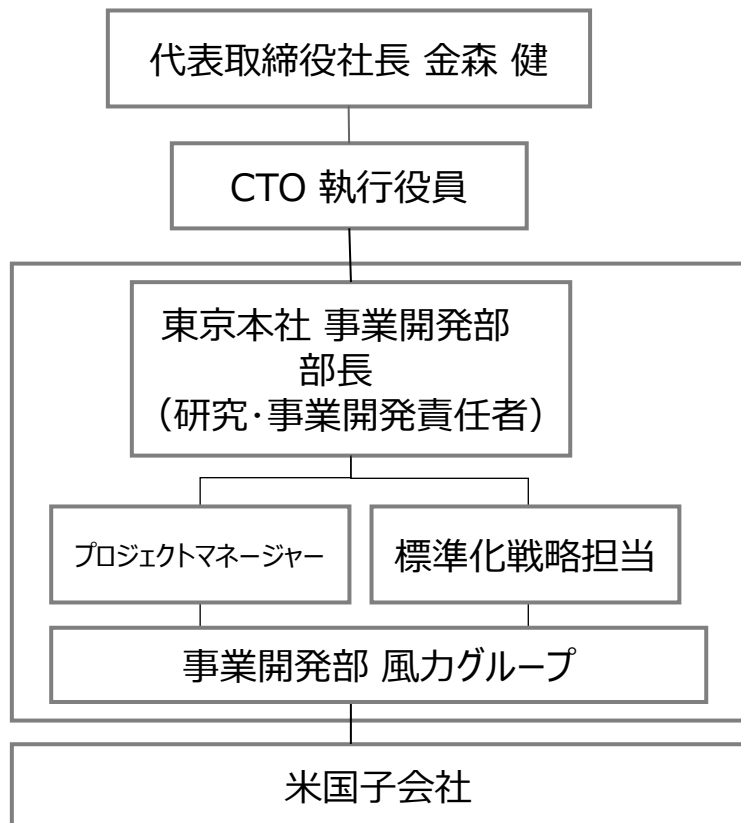 代表取締役社長 金森 健
CTO 執行役員
東京本社 事業開発部
部長
（研究・事業開発責任者）
プロジェクトマネージャー
標準化戦略担当
事業開発部 風力グループ
米国子会社